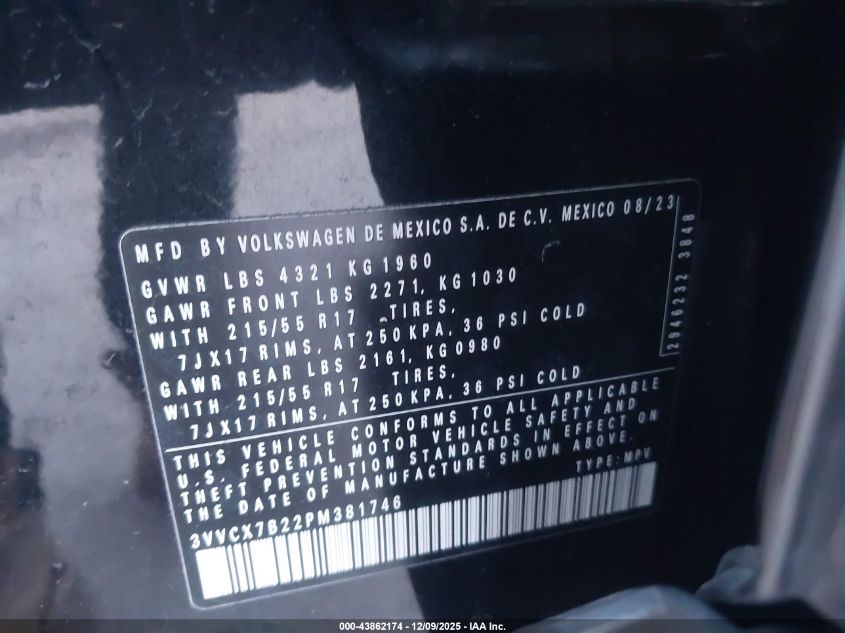 MFD BY VOLKSWAGEN DE MEXICO S.A. DE C.V. MEXICO 08/23
GVWR LBS 4321 KG 1960
GAWR FRONT LBS 2271, KG 1030
WITH 215/55 R17 TIRES,
7JX17 RIMS, AT 250 KPA, 36 PSI COLD
GAWR REAR LBS 2161, KG 0980
WITH 215/55 R17 TIRES,
7JX17 RIMS, AT 250 KPA, 36 PSI COLD
2946232 3848
THIS VEHICLE CONFORMS TO ALL APPLICABLE
U.S. FEDERAL MOTOR VEHICLE SAFETY AND
THEFT PREVENTION STANDARDS IN EFFECT ON
THE DATE OF MANUFACTURE SHOWN ABOVE.
TYPE: MPV
3VVCX7B22PM381746
000-43862174 - 12/09/2025 - IAA Inc.